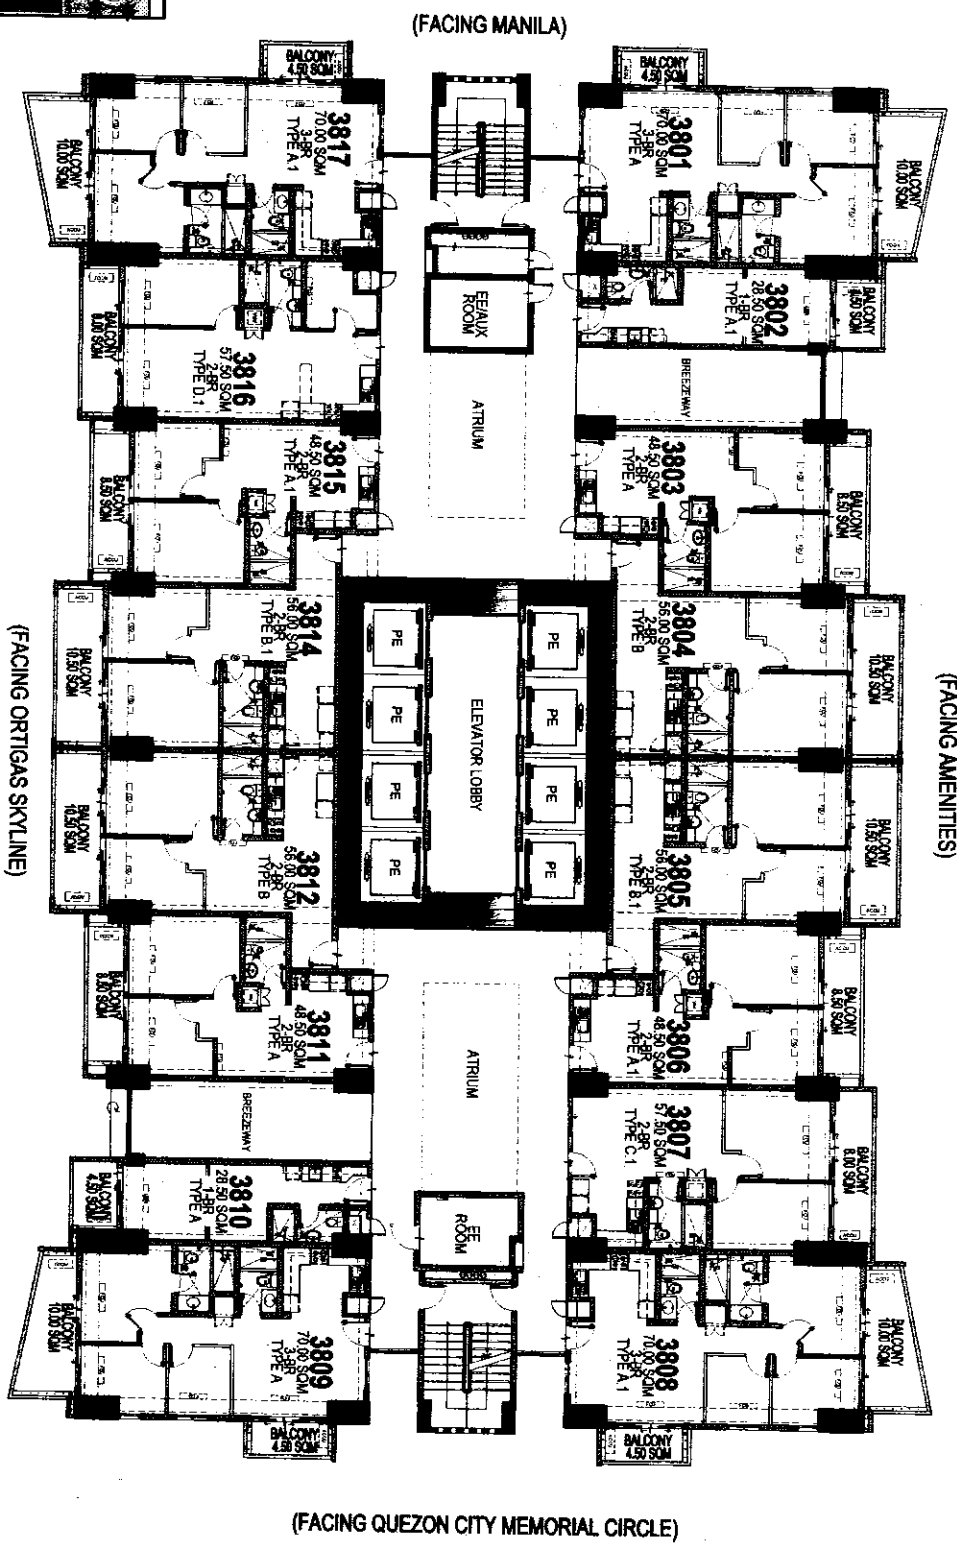 (FACING MANILA)
BALCONY
4.50 SQM
BALCONY
4.50 SQM
3817
70.00 SQM
3-BR
TYPE A.1
3801
70.00 SQM
3-BR
TYPE A
BALCONY
10.00 SQM
BALCONY
10.00 SQM
EE/AUX
ROOM
3802
28.50 SQM
1-BR
TYPE A.1
BALCONY
4.50 SQM
BALCONY
8.00 SQM
3816
57.50 SQM
2-BR
TYPE D.1
ATRIUM
BREEZEWAY
3815
48.50 SQM
2-BR
TYPE A.1
3803
48.50 SQM
2-BR
TYPE A
BALCONY
8.50 SQM
BALCONY
8.50 SQM
(FACING ORTIGAS SKYLINE)
BALCONY
10.50 SQM
3814
56.00 SQM
2-BR
TYPE B.1
PE
PE
PE
PE
ELEVATOR LOBBY
PE
PE
PE
PE
3804
56.00 SQM
2-BR
TYPE B
BALCONY
10.50 SQM
(FACING AMENITIES)
BALCONY
10.50 SQM
3812
56.00 SQM
2-BR
TYPE B
3805
56.00 SQM
2-BR
TYPE B.1
BALCONY
10.50 SQM
BALCONY
8.50 SQM
3811
48.50 SQM
2-BR
TYPE A
3806
48.50 SQM
2-BR
TYPE A.1
BALCONY
8.50 SQM
ATRIUM
BREEZEWAY
3807
57.50 SQM
2-BR
TYPE C.1
BALCONY
8.00 SQM
BALCONY
4.50 SQM
3810
28.50 SQM
1-BR
TYPE A
EE
ROOM
BALCONY
10.00 SQM
3809
70.00 SQM
3-BR
TYPE A
3808
70.00 SQM
3-BR
TYPE A.1
BALCONY
10.00 SQM
BALCONY
4.50 SQM
BALCONY
4.50 SQM
(FACING QUEZON CITY MEMORIAL CIRCLE)